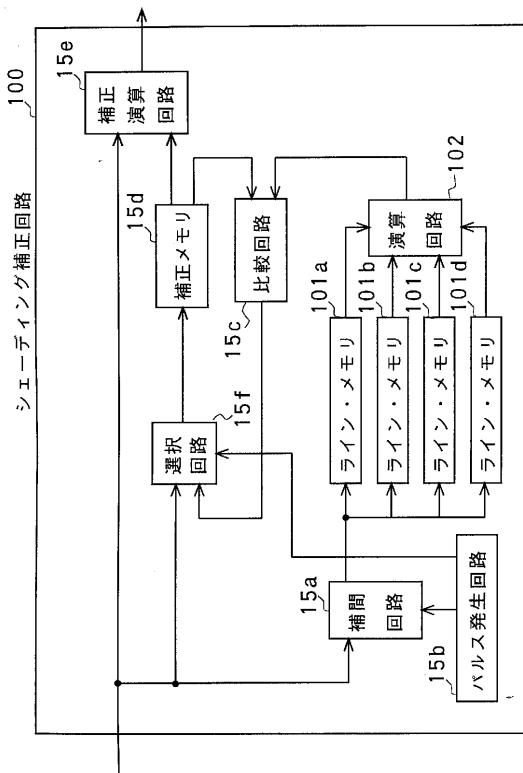 シェーディング補正回路
100
15e
補正
演算
回路
15d
補正メモリ
15c
比較回路
102
演算
回路
15f
選択
回路
101a
ライン・メモリ
101b
ライン・メモリ
101c
ライン・メモリ
101d
ライン・メモリ
15a
補間
回路
15b
パルス発生回路